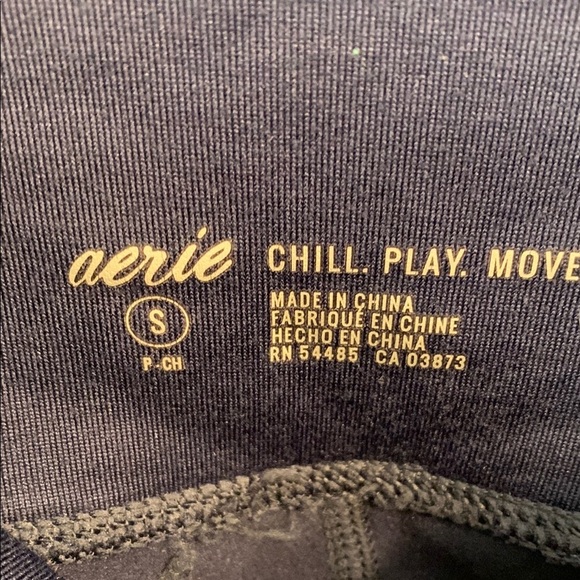 aerie CHILL. PLAY. MOVE
S
P-CH
MADE IN CHINA
FABRIQUÉ EN CHINE
HECHO EN CHINA
RN 54485 CA 03873